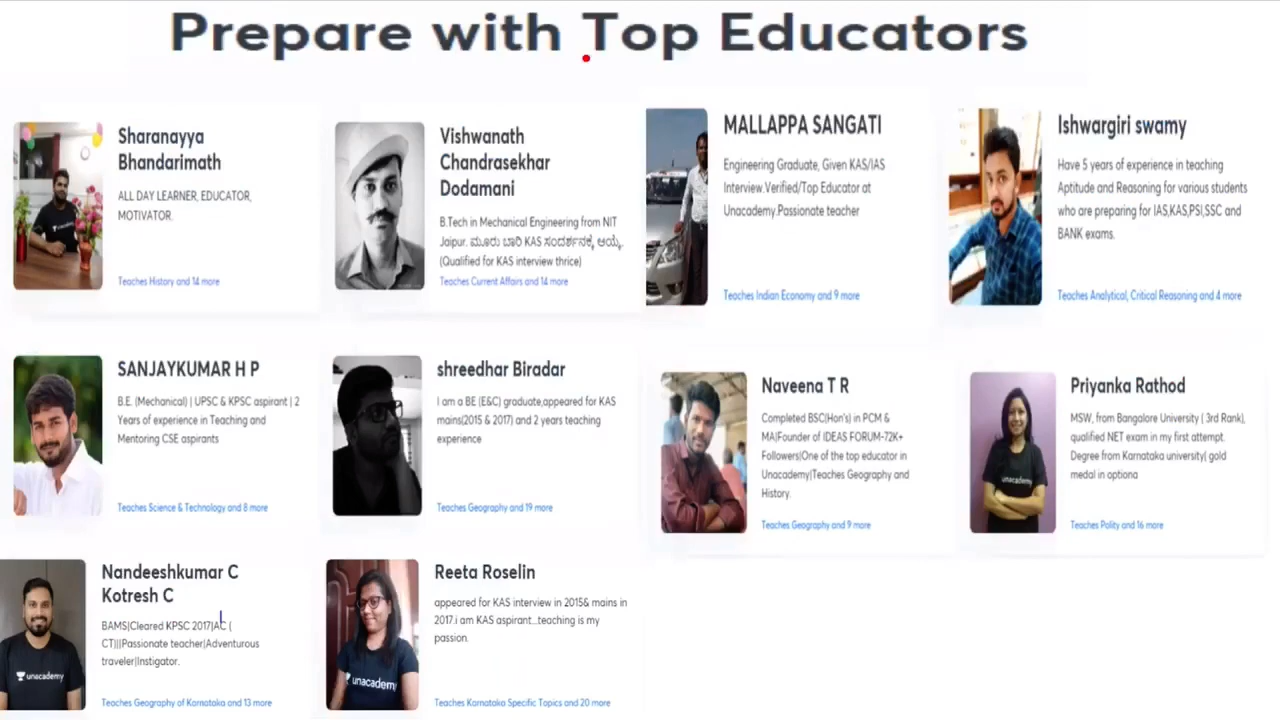 Prepare with Top Educators
Sharanayya
Bhandarimath
ALL DAY LEARNER, EDUCATOR,
MOTIVATOR.
Teaches History and 14 more
Vishwanath
Chandrasekhar
Dodamani
B.Tech in Mechanical Engineering from NIT
Jaipur. ಮೂರು ಬಾರಿ KAS ಸಂದರ್ಶನಕ್ಕೆ ಆಯ್ಕೆ.
(Qualified for KAS interview thrice)
Teaches Current Affairs and 14 more
MALLAPPA SANGATI
Engineering Graduate, Given KAS/IAS
Interview.Verified/Top Educator at
Unacademy.Passionate teacher
Teaches Indian Economy and 9 more
Ishwargiri swamy
Have 5 years of experience in teaching
Aptitude and Reasoning for various students
who are preparing for IAS,KAS,PSI,SSC and
BANK exams.
Teaches Analytical, Critical Reasoning and 4 more
SANJAYKUMAR H P
B.E. (Mechanical) | UPSC & KPSC aspirant | 2
Years of experience in Teaching and
Mentoring CSE aspirants
Teaches Science & Technology and 8 more
shreedhar Biradar
I am a BE (E&C) graduate,appeared for KAS
mains(2015 & 2017) and 2 years teaching
experience
Teaches Geography and 19 more
Naveena T R
Completed BSC(Hon's) in PCM &
MA|Founder of IDEAS FORUM-72K+
Followers|One of the top educator in
Unacademy|Teaches Geography and
History.
Teaches Geography and 9 more
unacademy
Priyanka Rathod
MSW, from Bangalore University ( 3rd Rank),
qualified NET exam in my first attempt.
Degree from Karnataka university( gold
medal in optiona
Teaches Polity and 16 more
unacademy
Nandeeshkumar C
Kotresh C
BAMS|Cleared KPSC 2017|AC (
CT)||Passionate teacher|Adventurous
traveler|Instigator.
Teaches Geography of Karnataka and 13 more
unacademy
Reeta Roselin
appeared for KAS interview in 2015& mains in
2017.i am KAS aspirant...teaching is my
passion.
Teaches Karnataka Specific Topics and 20 more